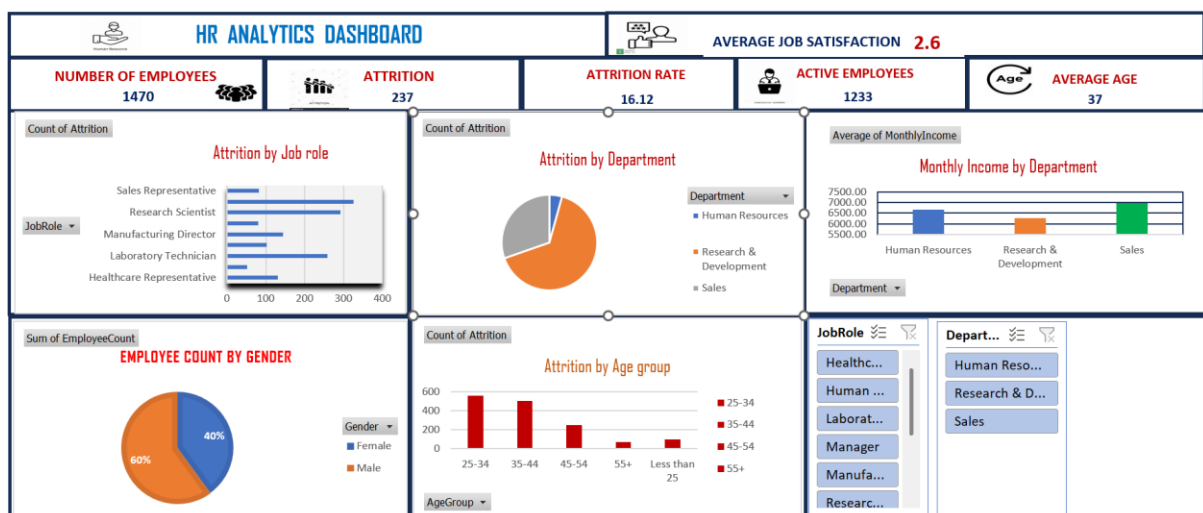 HR ANALYTICS DASHBOARD
Human Resource
AVERAGE JOB SATISFACTION 2.6
NUMBER OF EMPLOYEES
1470
ATTRITION
237
ATTRITION RATE
16.12
ACTIVE EMPLOYEES
1233
Age
AVERAGE AGE
37
Count of Attrition
Attrition by Job role
JobRole
Sales Representative
Research Scientist
Manufacturing Director
Laboratory Technician
Healthcare Representative
0 100 200 300 400
Count of Attrition
Attrition by Department
Department
Human Resources
Research &
Development
Sales
Average of MonthlyIncome
Monthly Income by Department
7500.00
7000.00
6500.00
6000.00
5500.00
Human Resources
Research &
Development
Sales
Department
Sum of EmployeeCount
EMPLOYEE COUNT BY GENDER
40%
60%
Gender
Female
Male
Count of Attrition
Attrition by Age group
600
400
200
0
25-34 35-44 45-54 55+ Less than
25
25-34
35-44
45-54
55+
AgeGroup
JobRole
Healthc...
Human ...
Laborat...
Manager
Manufa...
Researc...
Depart...
Human Reso...
Research & D...
Sales